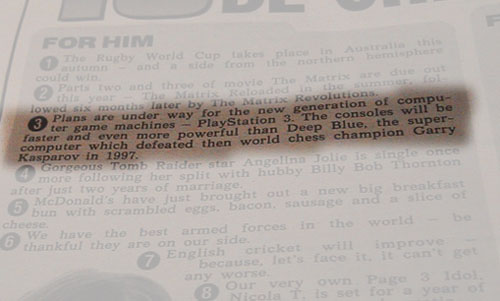 FOR HIM
1 The Rugby World Cup takes place in Australia this
autumn — and a side from the northern hemisphere
could win.
2 Parts two and three of movie The Matrix are due out
this year — The Matrix Reloaded in the summer, fol-
lowed six months later by The Matrix Revolutions.
3 Plans are under way for the new generation of compu-
ter game machines — PlayStation 3. The consoles will be
faster and even more powerful than Deep Blue, the super-
computer which defeated then world chess champion Garry
Kasparov in 1997.
4 Gorgeous Tomb Raider star Angelina Jolie is single once
more following her split with hubby Billy Bob Thornton
after just two years of marriage.
5 McDonald's have just brought out a new big breakfast
bun with scrambled eggs, bacon, sausage and a slice of
cheese.
6 We have the best armed forces in the world — be
thankful they are on our side.
7 English cricket will improve —
because, let's face it, it can't get
any worse.
8 Our very own Page 3 Idol,
Nicola T, is set for a year of